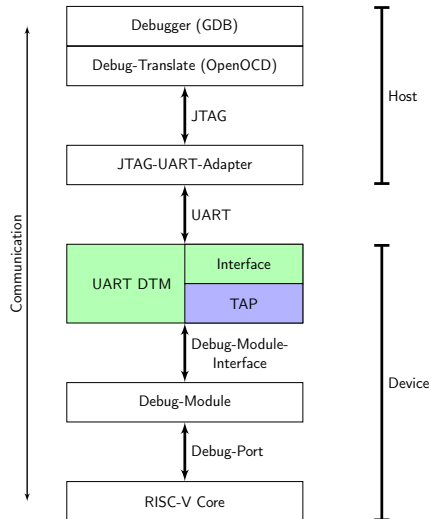 Debugger (GDB)
Debug-Translate (OpenOCD)
JTAG
Host
JTAG-UART-Adapter
UART
Communication
UART DTM
Interface
TAP
Debug-Module-
Interface
Device
Debug-Module
Debug-Port
RISC-V Core